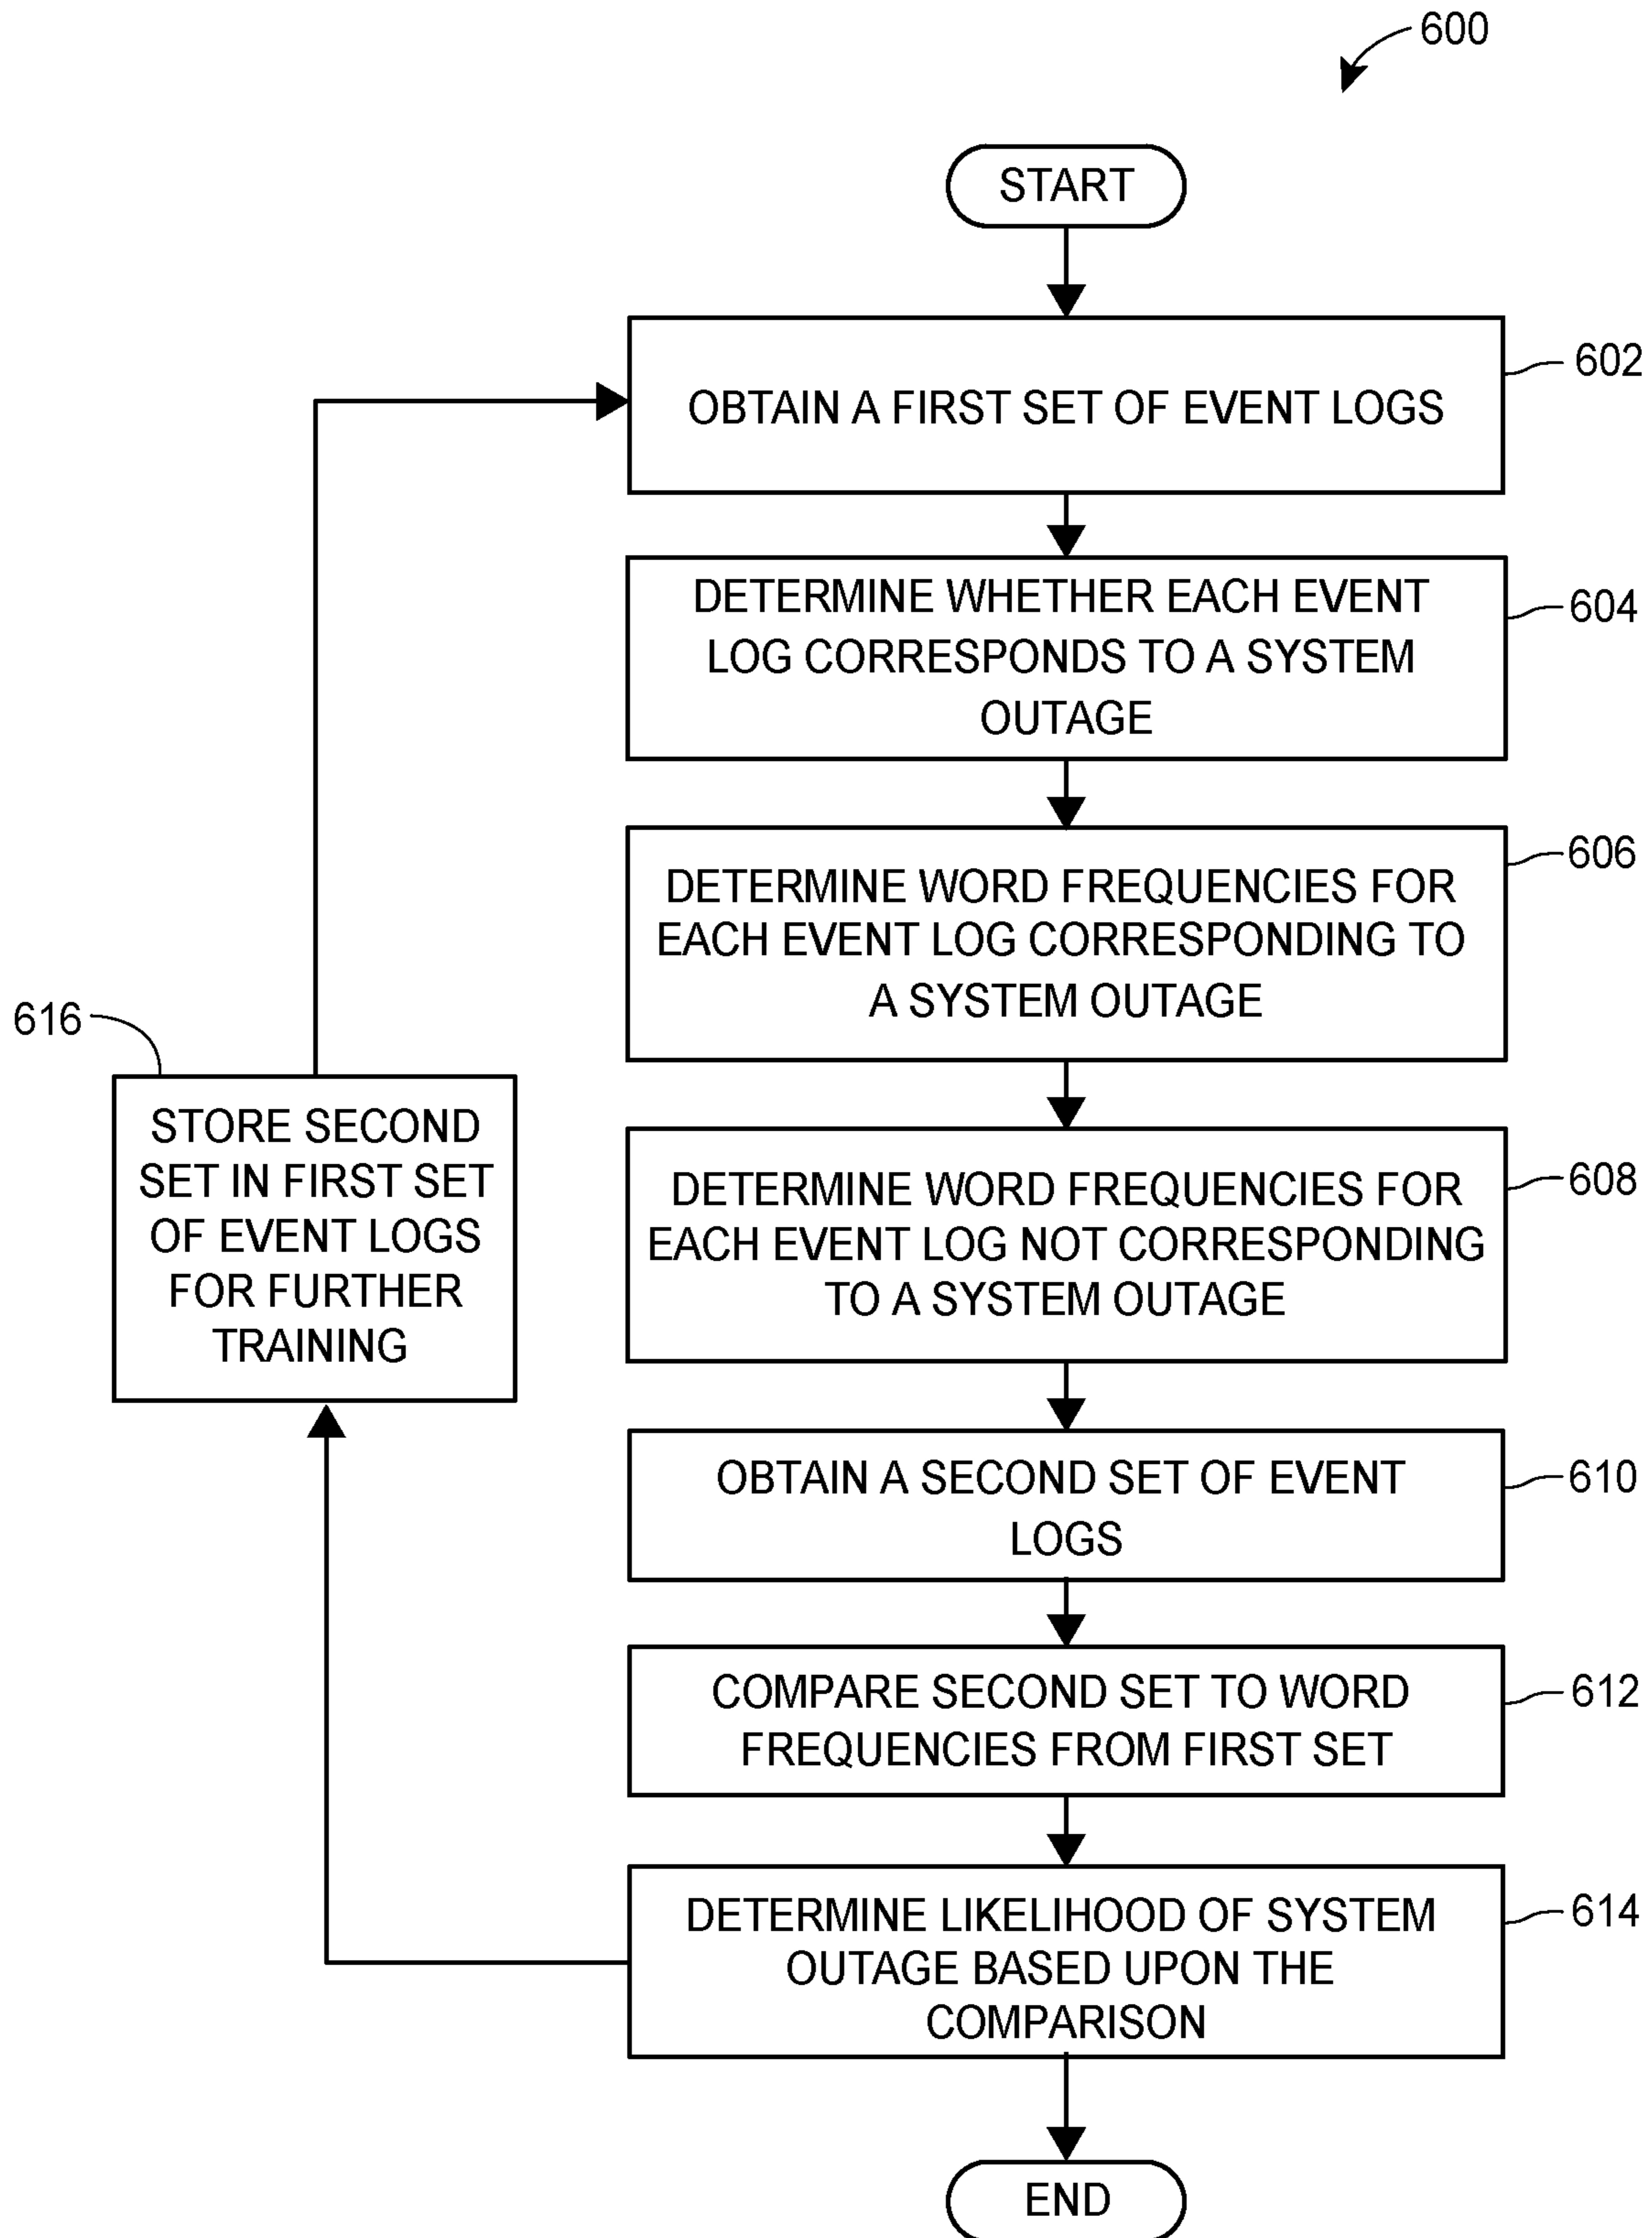 600
START
OBTAIN A FIRST SET OF EVENT LOGS
602
DETERMINE WHETHER EACH EVENT
LOG CORRESPONDS TO A SYSTEM
OUTAGE
604
DETERMINE WORD FREQUENCIES FOR
EACH EVENT LOG CORRESPONDING TO
A SYSTEM OUTAGE
606
DETERMINE WORD FREQUENCIES FOR
EACH EVENT LOG NOT CORRESPONDING
TO A SYSTEM OUTAGE
608
OBTAIN A SECOND SET OF EVENT
LOGS
610
COMPARE SECOND SET TO WORD
FREQUENCIES FROM FIRST SET
612
DETERMINE LIKELIHOOD OF SYSTEM
OUTAGE BASED UPON THE
COMPARISON
614
616
STORE SECOND
SET IN FIRST SET
OF EVENT LOGS
FOR FURTHER
TRAINING
END